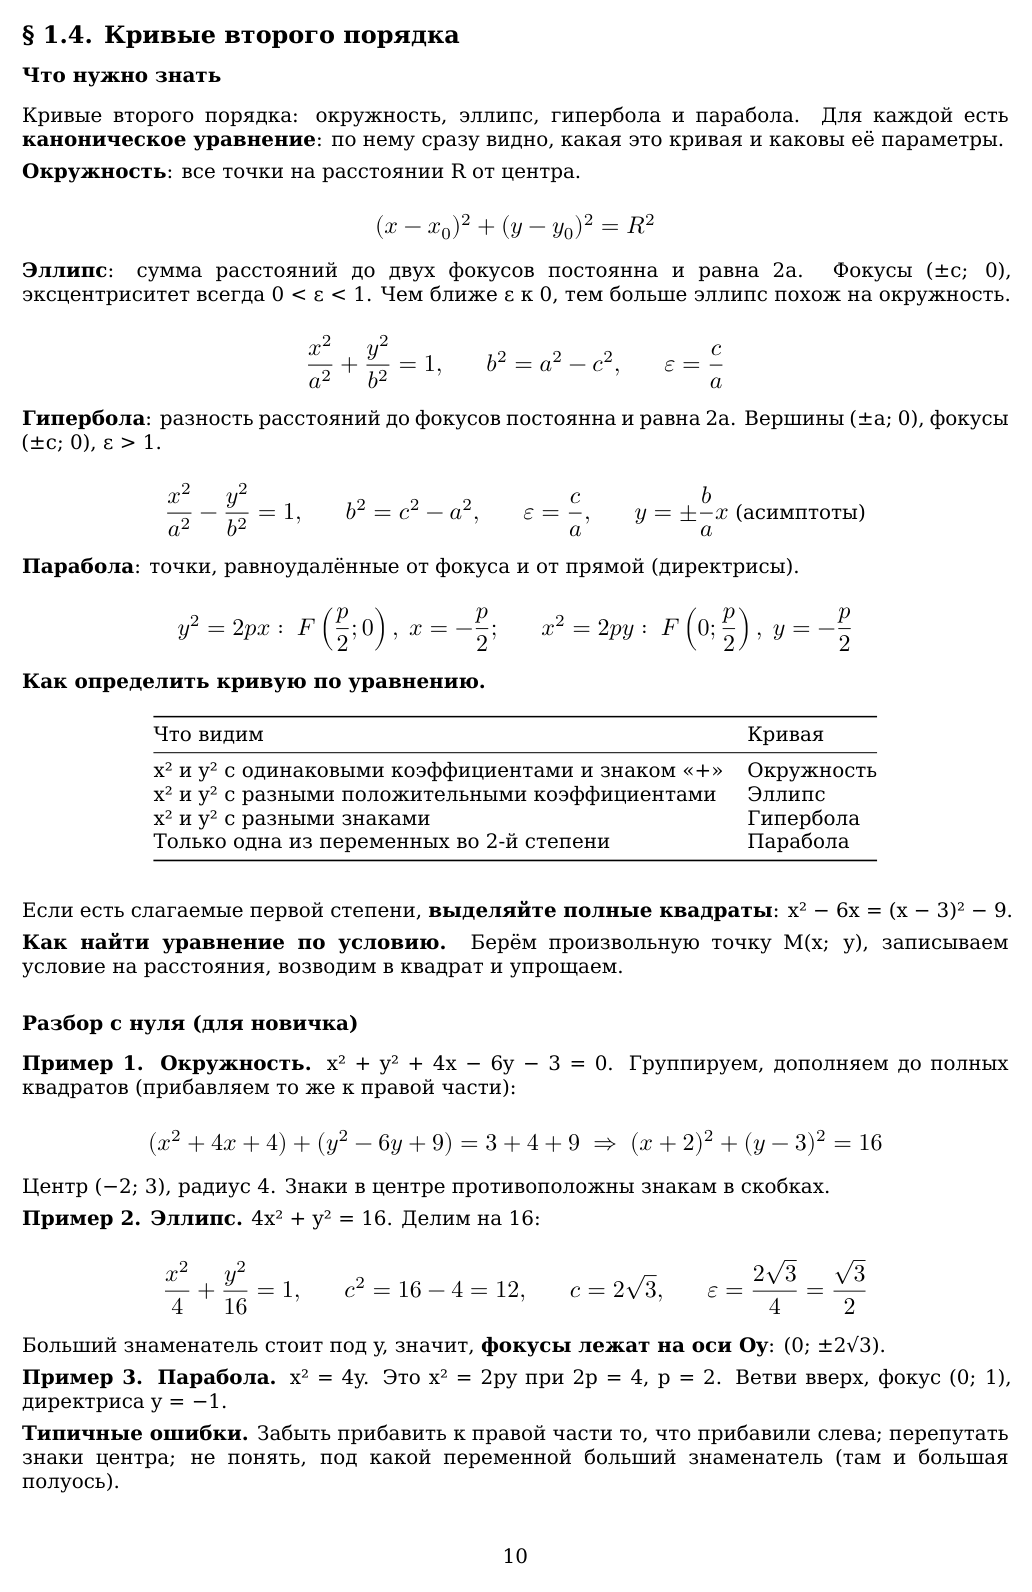 § 1.4. Кривые второго порядка
Что нужно знать
Кривые второго порядка: окружность, эллипс, гипербола и парабола. Для каждой есть
каноническое уравнение: по нему сразу видно, какая это кривая и каковы её параметры.
Окружность: все точки на расстоянии R от центра.
(x − x₀)² + (y − y₀)² = R²
Эллипс: сумма расстояний до двух фокусов постоянна и равна 2a. Фокусы (±c; 0),
эксцентриситет всегда 0 < ε < 1. Чем ближе ε к 0, тем больше эллипс похож на окружность.
x²/a² + y²/b² = 1, b² = a² − c², ε = c/a
Гипербола: разность расстояний до фокусов постоянна и равна 2a. Вершины (±a; 0), фокусы
(±c; 0), ε > 1.
x²/a² − y²/b² = 1, b² = c² − a², ε = c/a, y = ±b/a x (асимптоты)
Парабола: точки, равноудалённые от фокуса и от прямой (директрисы).
y² = 2px : F (p/2; 0), x = −p/2; x² = 2py : F (0; p/2), y = −p/2
Как определить кривую по уравнению.
Что видим Кривая
x² и y² с одинаковыми коэффициентами и знаком «+» Окружность
x² и y² с разными положительными коэффициентами Эллипс
x² и y² с разными знаками Гипербола
Только одна из переменных во 2-й степени Парабола
Если есть слагаемые первой степени, выделяйте полные квадраты: x² − 6x = (x − 3)² − 9.
Как найти уравнение по условию. Берём произвольную точку M(x; y), записываем
условие на расстояния, возводим в квадрат и упрощаем.
Разбор с нуля (для новичка)
Пример 1. Окружность. x² + y² + 4x − 6y − 3 = 0. Группируем, дополняем до полных
квадратов (прибавляем то же к правой части):
(x² + 4x + 4) + (y² − 6y + 9) = 3 + 4 + 9 ⇒ (x + 2)² + (y − 3)² = 16
Центр (−2; 3), радиус 4. Знаки в центре противоположны знакам в скобках.
Пример 2. Эллипс. 4x² + y² = 16. Делим на 16:
x²/4 + y²/16 = 1, c² = 16 − 4 = 12, c = 2√3, ε = 2√3/4 = √3/2
Больший знаменатель стоит под y, значит, фокусы лежат на оси Oy: (0; ±2√3).
Пример 3. Парабола. x² = 4y. Это x² = 2py при 2p = 4, p = 2. Ветви вверх, фокус (0; 1),
директриса y = −1.
Типичные ошибки. Забыть прибавить к правой части то, что прибавили слева; перепутать
знаки центра; не понять, под какой переменной больший знаменатель (там и большая
полуось).
10